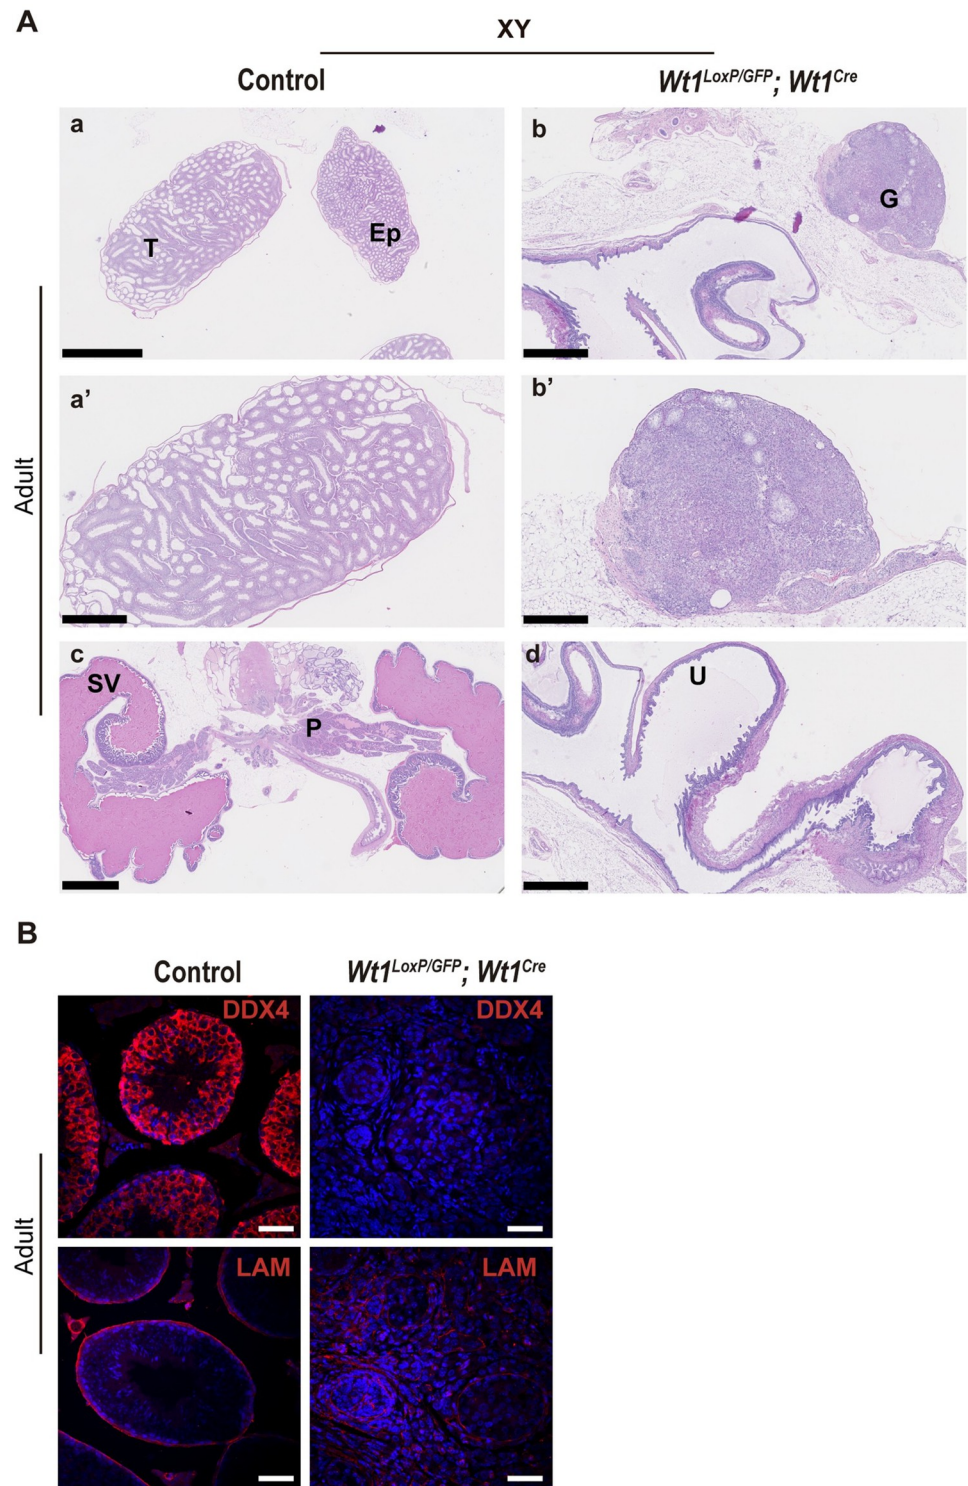 A
XY
Control
Wt1LoxP/GFP; Wt1Cre
a
T
Ep
b
G
a’
b’
Adult
c
SV
P
d
U
B
Control
Wt1LoxP/GFP; Wt1Cre
DDX4
DDX4
Adult
LAM
LAM